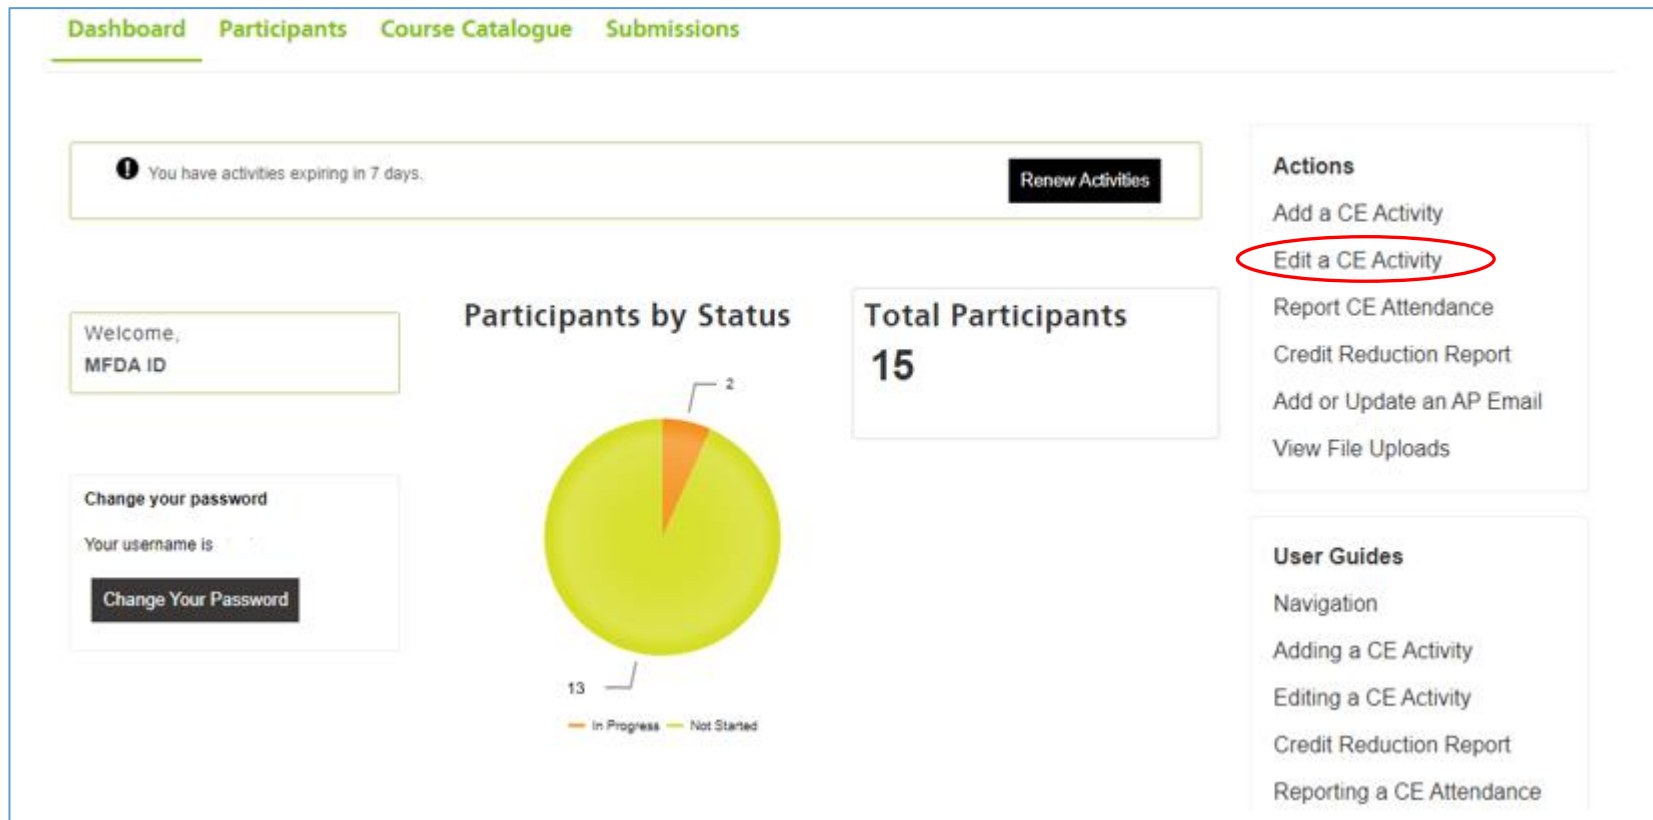 Dashboard Participants Course Catalogue Submissions
You have activities expiring in 7 days.
Renew Activities
Welcome,
MFDA ID
Change your password
Your username is
Change Your Password
Participants by Status
2
13
In Progress Not Started
Total Participants
15
Actions
Add a CE Activity
Edit a CE Activity
Report CE Attendance
Credit Reduction Report
Add or Update an AP Email
View File Uploads
User Guides
Navigation
Adding a CE Activity
Editing a CE Activity
Credit Reduction Report
Reporting a CE Attendance